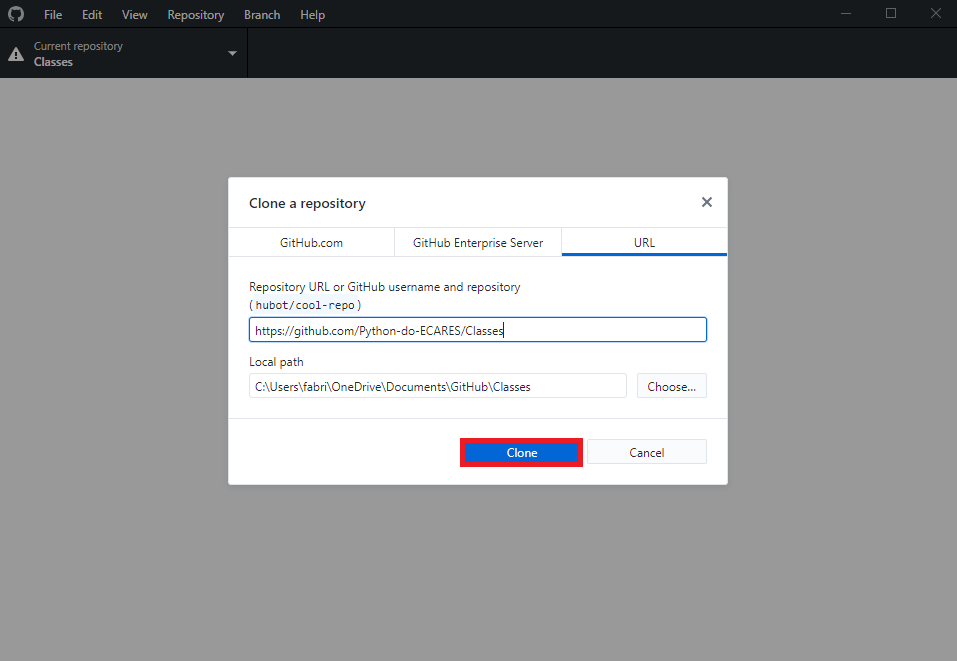 File Edit View Repository Branch Help
Current repository
Classes
Clone a repository
GitHub.com GitHub Enterprise Server URL
Repository URL or GitHub username and repository
(hubot/cool-repo)
https://github.com/Python-do-ECARES/Classes
Local path
C:\Users\fabri\OneDrive\Documents\GitHub\Classes Choose...
Clone Cancel